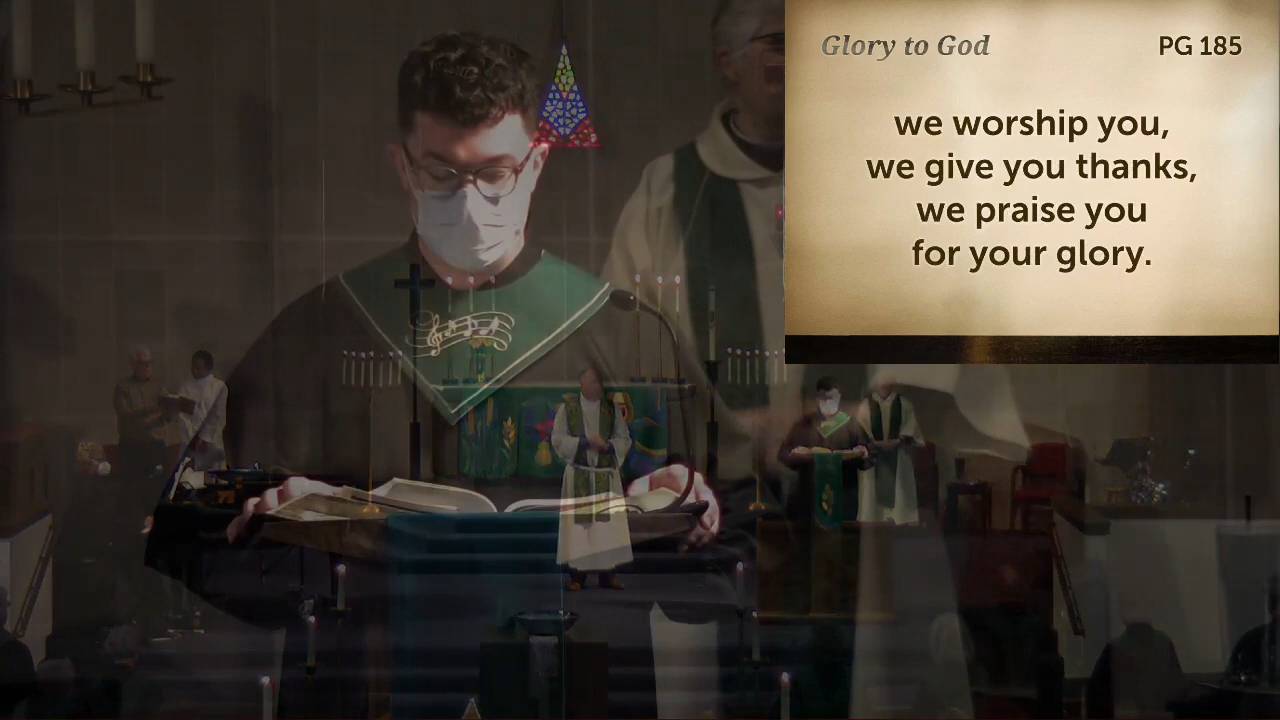 Glory to God
PG 185
we worship you,
we give you thanks,
we praise you
for your glory.